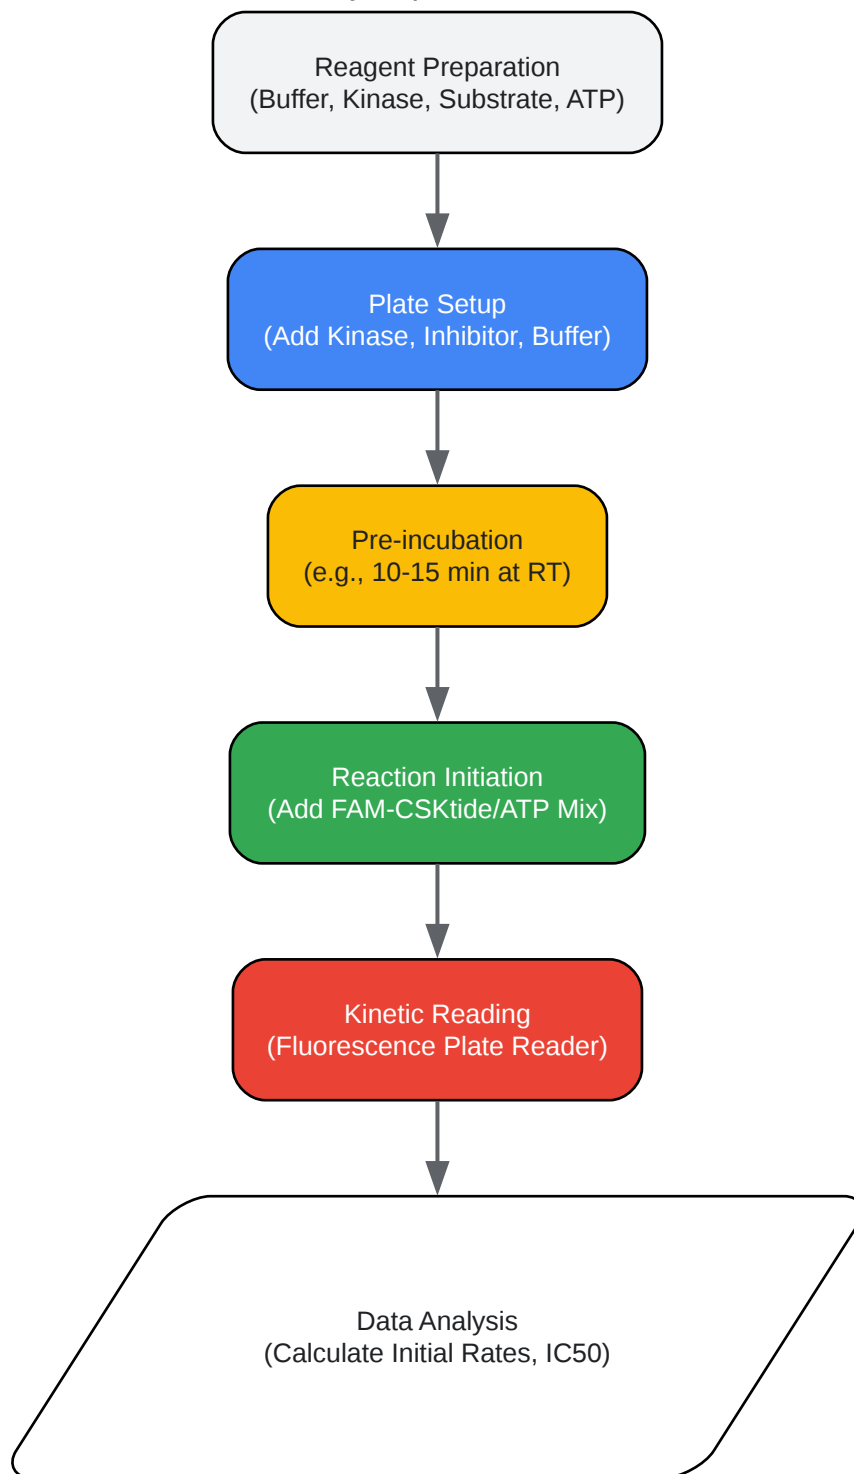 Reagent Preparation
(Buffer, Kinase, Substrate, ATP)
Plate Setup
(Add Kinase, Inhibitor, Buffer)
Pre-incubation
(e.g., 10-15 min at RT)
Reaction Initiation
(Add FAM-CSKtide/ATP Mix)
Kinetic Reading
(Fluorescence Plate Reader)
Data Analysis
(Calculate Initial Rates, IC50)